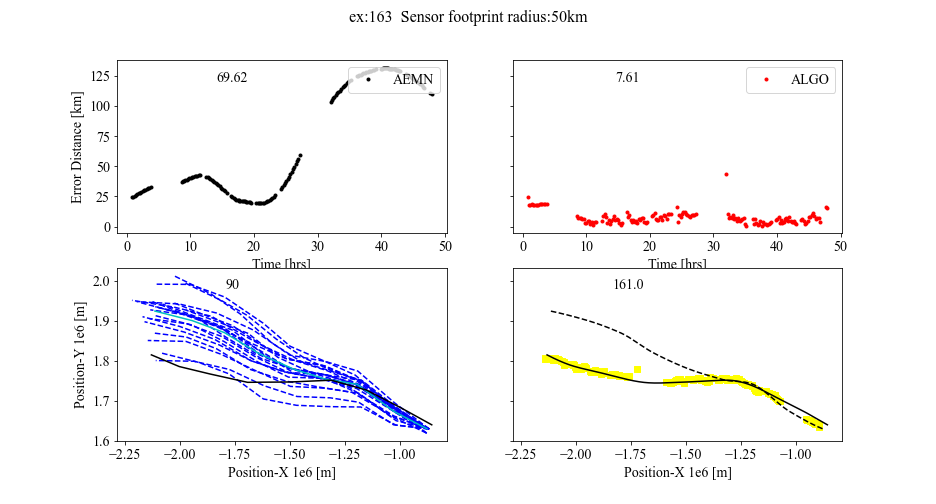 ex:163  Sensor footprint radius:50km
69.62
AEMN
7.61
ALGO
Error Distance [km]
125
100
75
50
25
0
0 10 20 30 40 50
0 10 20 30 40 50
Time [hrs]
Time [hrs]
90
161.0
Position-Y 1e6 [m]
2.0
1.9
1.8
1.7
1.6
−2.25 −2.00 −1.75 −1.50 −1.25 −1.00
−2.25 −2.00 −1.75 −1.50 −1.25 −1.00
Position-X 1e6 [m]
Position-X 1e6 [m]